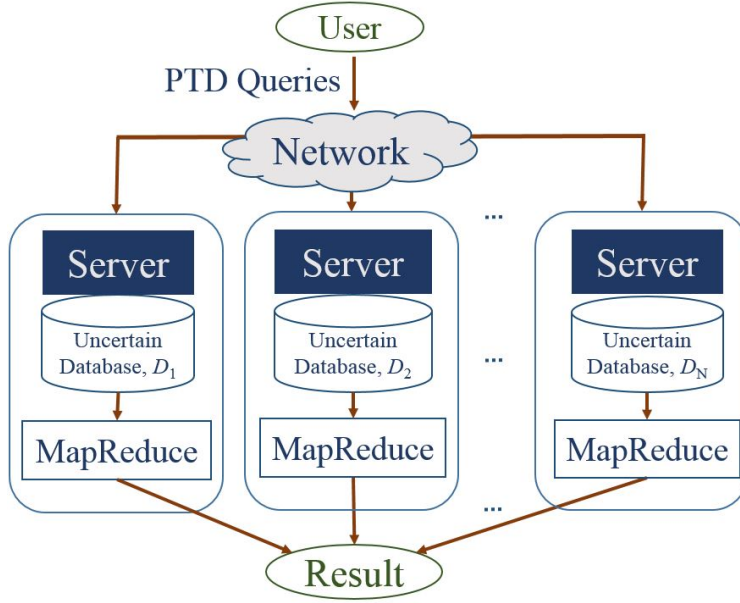 User
PTD Queries
Network
...
Server Server Server
Uncertain Uncertain Uncertain
Database, D1 Database, D2 ... Database, DN
MapReduce MapReduce MapReduce
...
Result